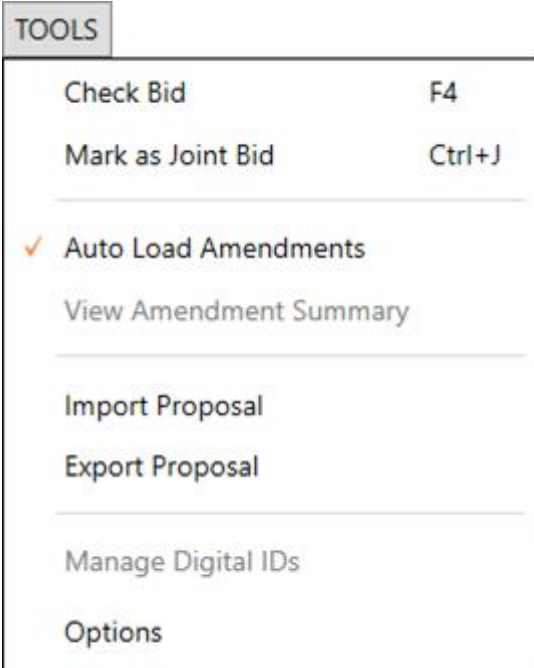 TOOLS
Check Bid F4
Mark as Joint Bid Ctrl+J
✓ Auto Load Amendments
View Amendment Summary
Import Proposal
Export Proposal
Manage Digital IDs
Options